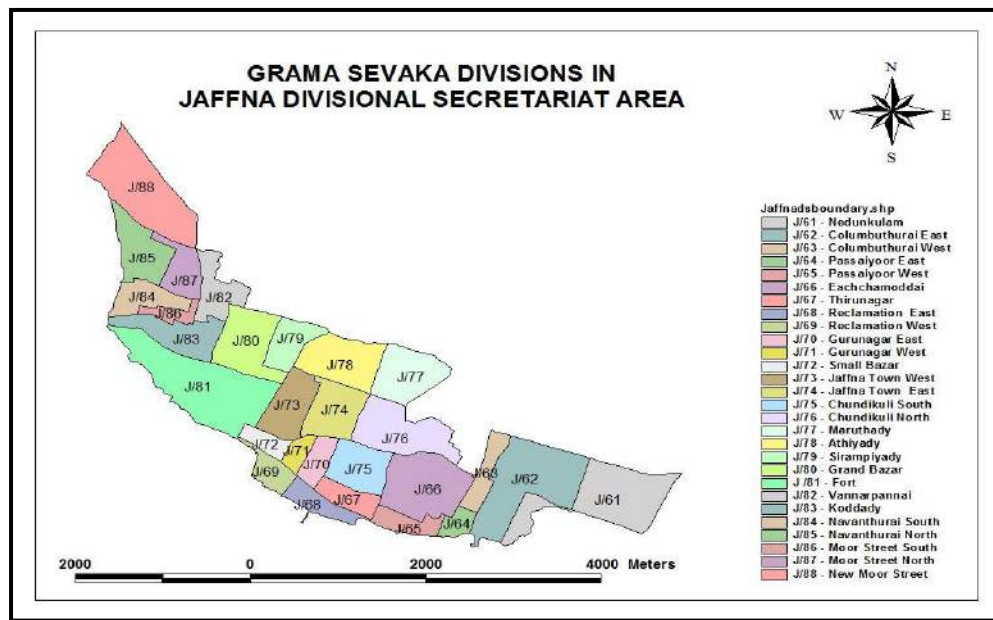 GRAMA SEVAKA DIVISIONS IN
JAFFNA DIVISIONAL SECRETARIAT AREA
N
W
E
S
J/88
J/85
J/87
J/84
J/86
J/82
J/83
J/80
J/79
J/78
J/77
J/81
J/73
J/74
J/76
J/72
J/71
J/70
J/75
J/69
J/68
J/67
J/66
J/65
J/64
J/63
J/62
J/61
Jaffnadsboundary.shp
J/61 - Nedunkulam
J/62 - Columbuthurai East
J/63 - Columbuthurai West
J/64 - Passaiyoor East
J/65 - Passaiyoor West
J/66 - Eachchamoddai
J/67 - Thirunagar
J/68 - Reclamation East
J/69 - Reclamation West
J/70 - Gurunagar East
J/71 - Gurunagar West
J/72 - Small Bazar
J/73 - Jaffna Town West
J/74 - Jaffna Town East
J/75 - Chundikuli South
J/76 - Chundikuli North
J/77 - Maruthady
J/78 - Athiyady
J/79 - Sirampiyady
J/80 - Grand Bazar
J /81 - Fort
J/82 - Vannarpannai
J/83 - Koddady
J/84 - Navanthurai South
J/85 - Navanthurai North
J/86 - Moor Street South
J/87 - Moor Street North
J/88 - New Moor Street
2000 0 2000 4000 Meters